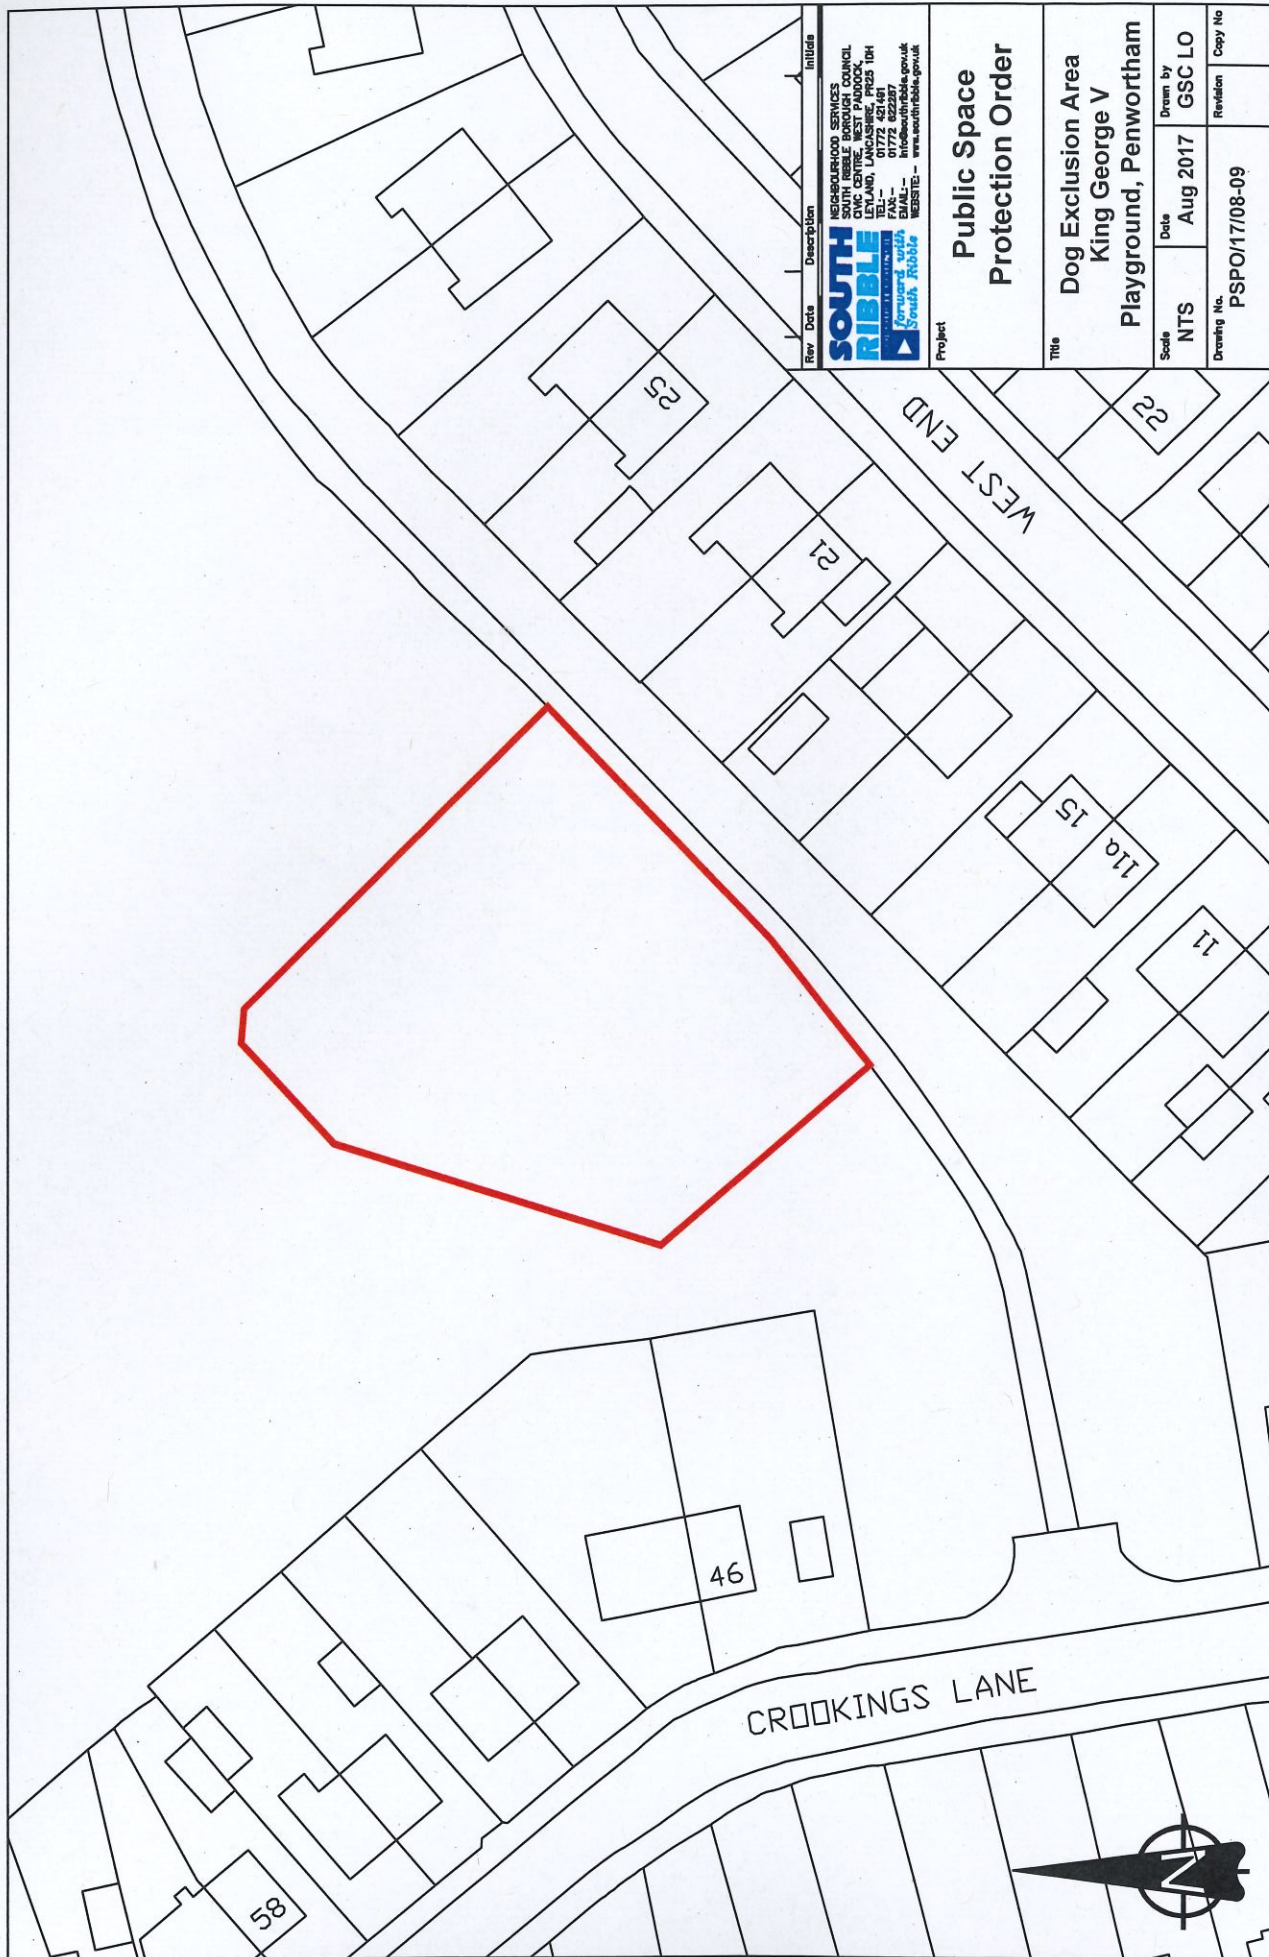 Rev Date Description Initials
SOUTH
RIBBLE
forward with
South Ribble
NEIGHBOURHOOD SERVICES
SOUTH RIBBLE BOROUGH COUNCIL
CIVIC CENTRE, WEST PADDOCK,
LEYLAND, LANCASHIRE, PR25 1DH
TEL:- 01772 421491
FAX:- 01772 622287
EMAIL:- info@southribble.gov.uk
WEBSITE:- www.southribble.gov.uk
Project
Public Space
Protection Order
Title
Dog Exclusion Area
King George V
Playground, Penwortham
Scale
NTS
Date
Aug 2017
Drawn by
GSC LO
Drawing No.
PSPO/17/08-09
Revision
Copy No
WEST END
25
21
22
15
11a
11
46
58
CROOKINGS LANE
N